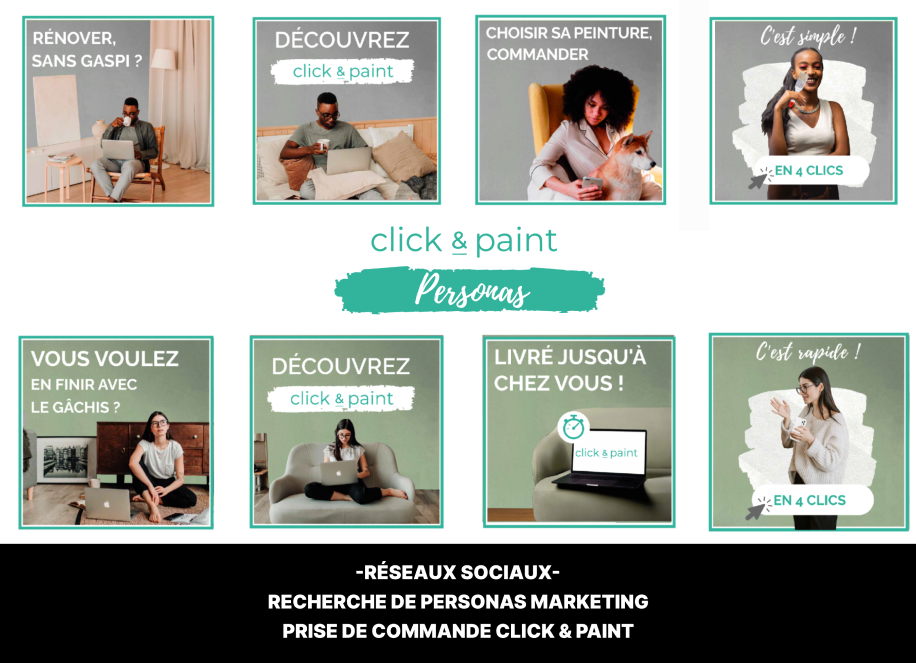 RÉNOVER,
SANS GASPI ?
DÉCOUVREZ
click & paint
CHOISIR SA PEINTURE,
COMMANDER
C'est simple !
EN 4 CLICS
click & paint
Personas
VOUS VOULEZ
EN FINIR AVEC
LE GÂCHIS ?
DÉCOUVREZ
click & paint
LIVRÉ JUSQU'À
CHEZ VOUS !
click & paint
C'est rapide !
EN 4 CLICS
-RÉSEAUX SOCIAUX-
RECHERCHE DE PERSONAS MARKETING
PRISE DE COMMANDE CLICK & PAINT